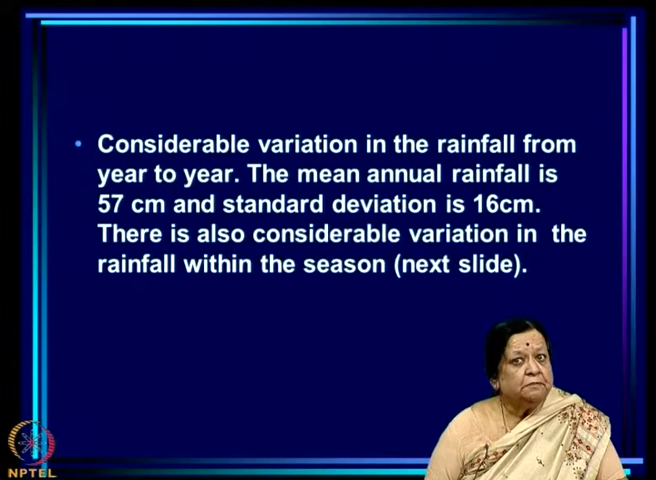 • Considerable variation in the rainfall from
year to year. The mean annual rainfall is
57 cm and standard deviation is 16cm.
There is also considerable variation in the
rainfall within the season (next slide).
NPTEL